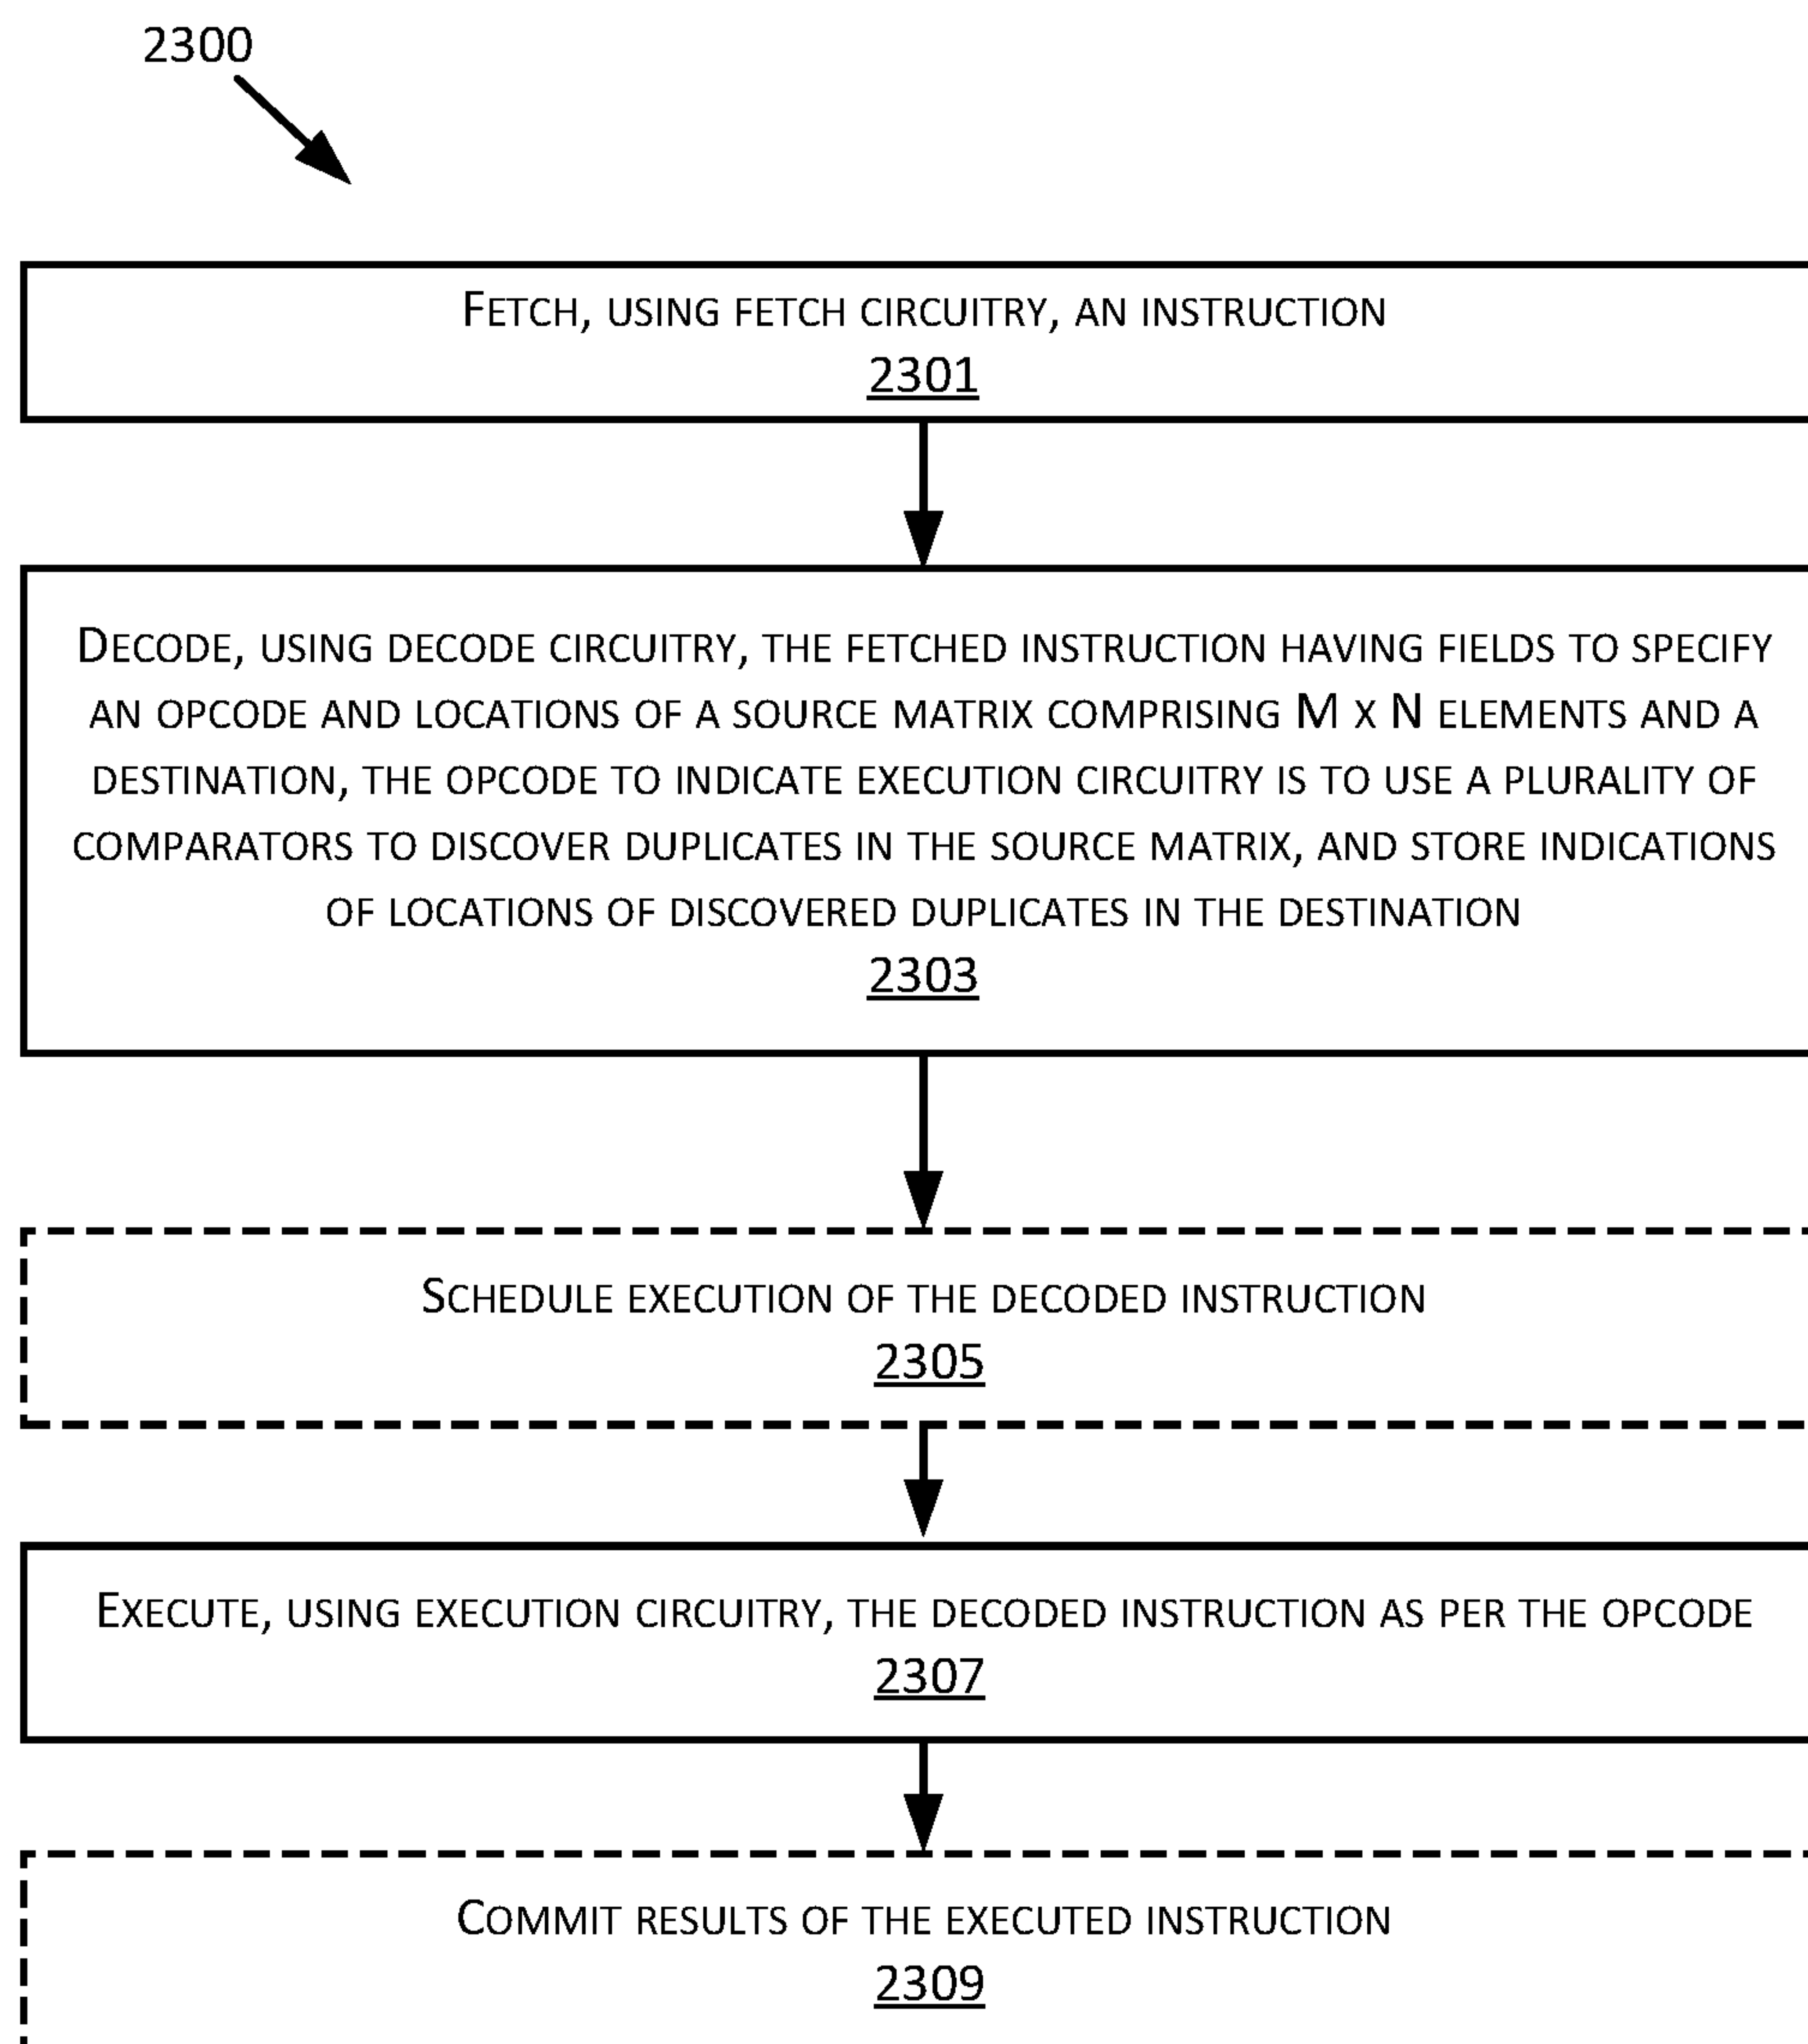 2300
FETCH, USING FETCH CIRCUITRY, AN INSTRUCTION
2301
DECODE, USING DECODE CIRCUITRY, THE FETCHED INSTRUCTION HAVING FIELDS TO SPECIFY
AN OPCODE AND LOCATIONS OF A SOURCE MATRIX COMPRISING M X N ELEMENTS AND A
DESTINATION, THE OPCODE TO INDICATE EXECUTION CIRCUITRY IS TO USE A PLURALITY OF
COMPARATORS TO DISCOVER DUPLICATES IN THE SOURCE MATRIX, AND STORE INDICATIONS
OF LOCATIONS OF DISCOVERED DUPLICATES IN THE DESTINATION
2303
SCHEDULE EXECUTION OF THE DECODED INSTRUCTION
2305
EXECUTE, USING EXECUTION CIRCUITRY, THE DECODED INSTRUCTION AS PER THE OPCODE
2307
COMMIT RESULTS OF THE EXECUTED INSTRUCTION
2309